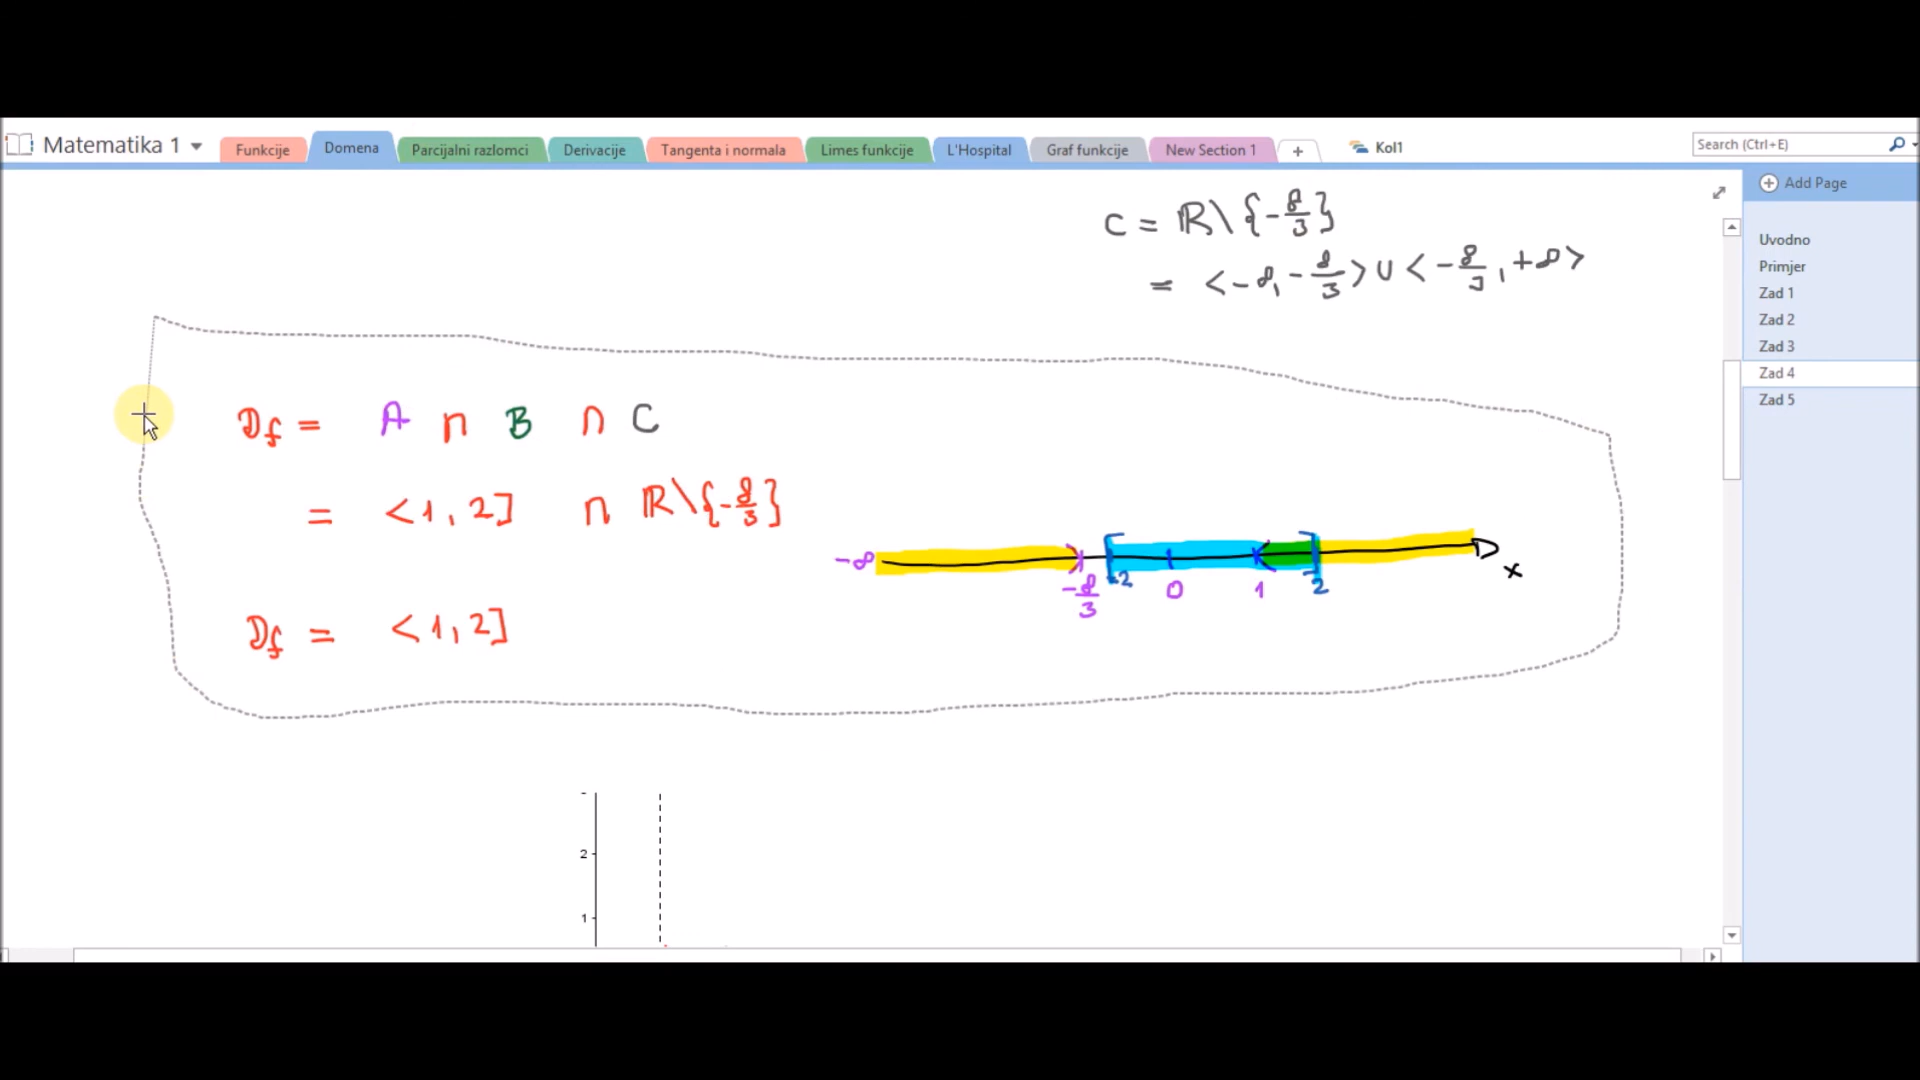 Matematika 1
Funkcije
Domena
Parcijalni razlomci
Derivacije
Tangenta i normala
Limes funkcije
L'Hospital
Graf funkcije
New Section 1
+
Kol1
Search (Ctrl+E)
Add Page
Uvodno
Primjer
Zad 1
Zad 2
Zad 3
Zad 4
Zad 5
C = ℝ\{-8/3}
= <-∞, -8/3> ∪ <-8/3, +∞>
Df = A ∩ B ∩ C
= <1, 2] ∩ ℝ\{-8/3}
-∞ -8/3 -2 0 1 2 x
Df = <1, 2]
2
1